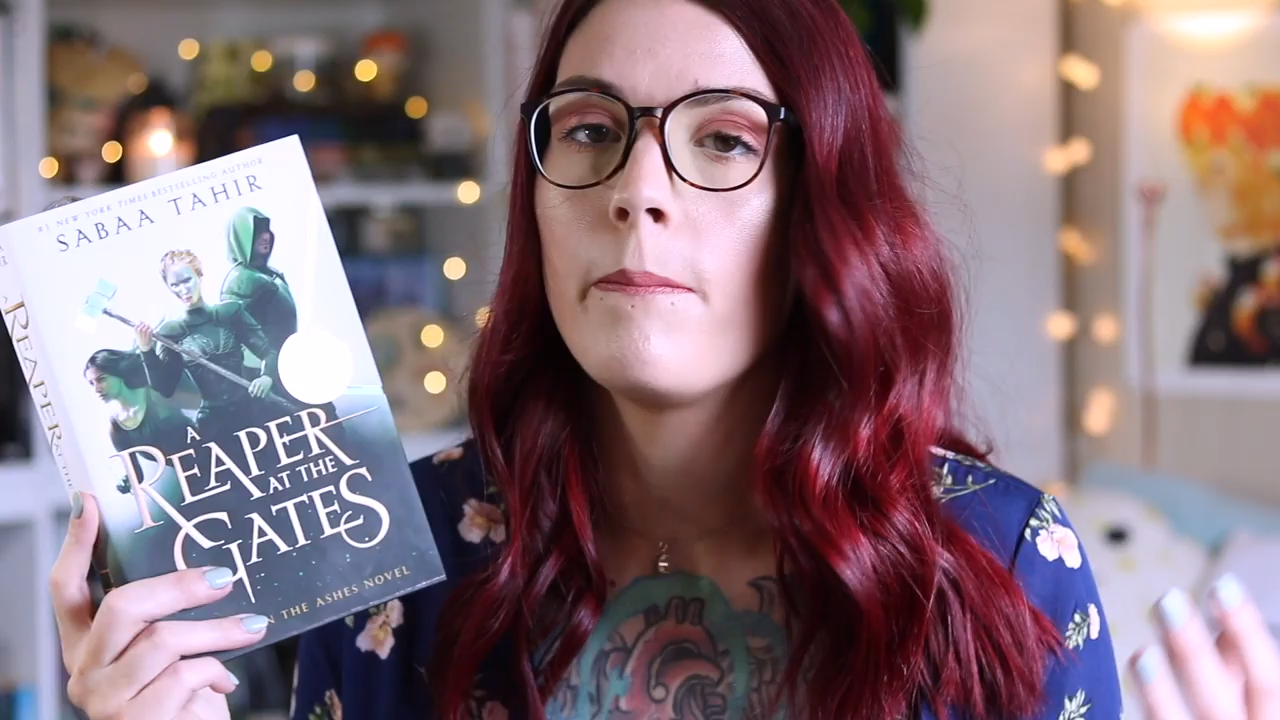 #1 NEW YORK TIMES BESTSELLING AUTHOR
SABAA TAHIR
A
REAPER
AT THE
GATES
THE ASHES NOVEL
REAPER